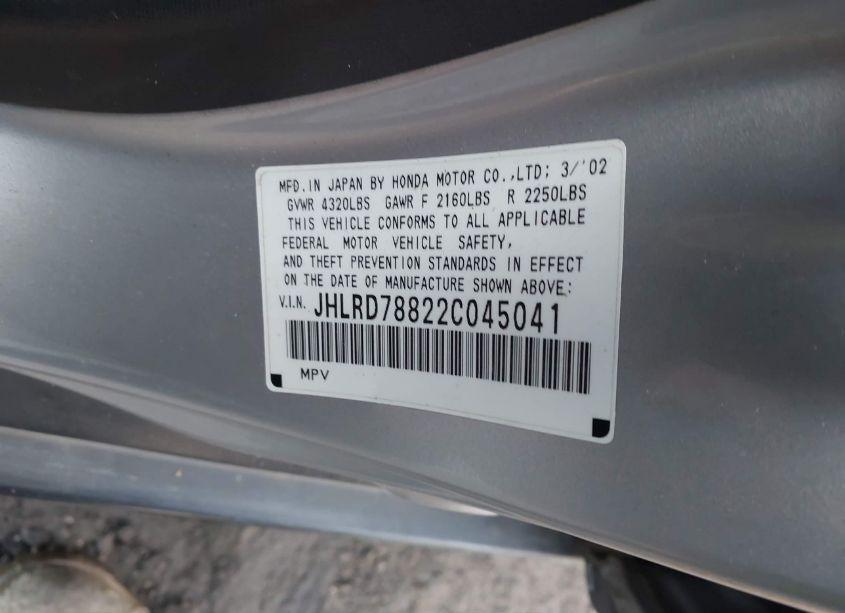 MFD.IN JAPAN BY HONDA MOTOR CO.,LTD; 3/'02
GVWR 4320LBS GAWR F 2160LBS R 2250LBS
THIS VEHICLE CONFORMS TO ALL APPLICABLE
FEDERAL MOTOR VEHICLE SAFETY,
AND THEFT PREVENTION STANDARDS IN EFFECT
ON THE DATE OF MANUFACTURE SHOWN ABOVE;
V.I.N. JHLRD78822C045041
MPV